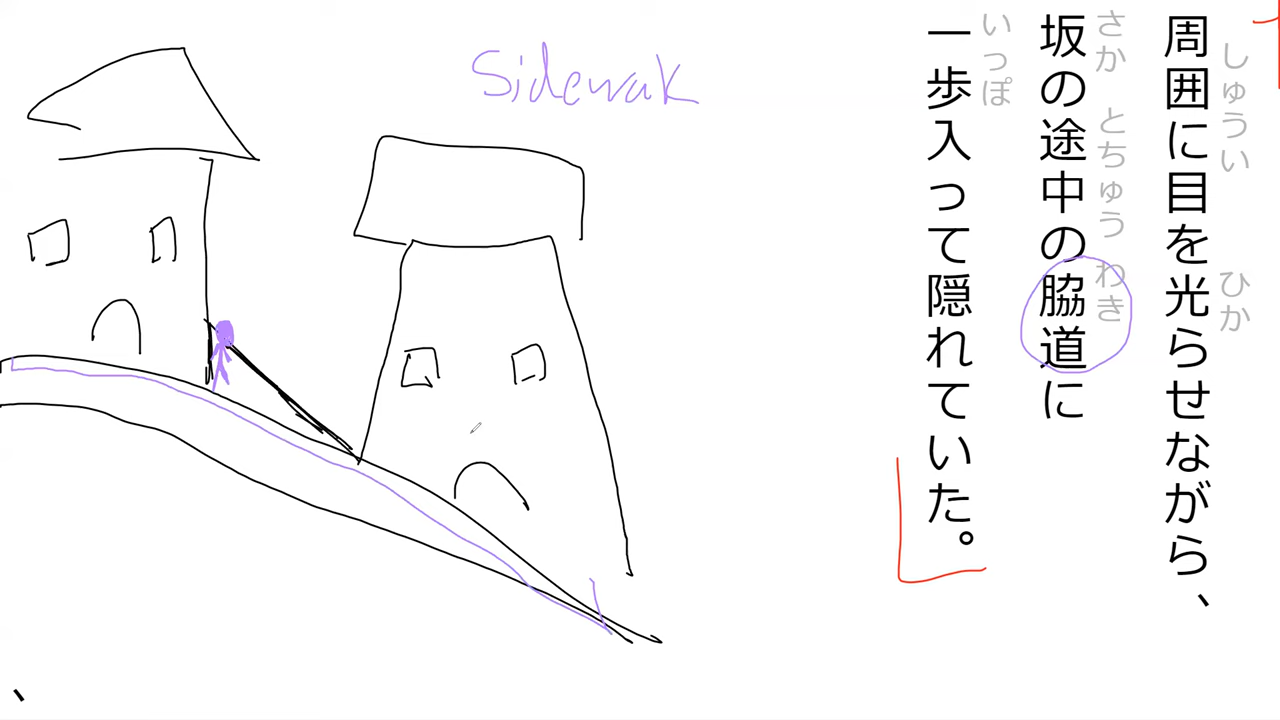 周囲に目を光らせながら、
しゅうい
ひか
坂の途中の脇道に
さか
とちゅう
わき
一歩入って隠れていた。
いっぽ
Sidewak
、